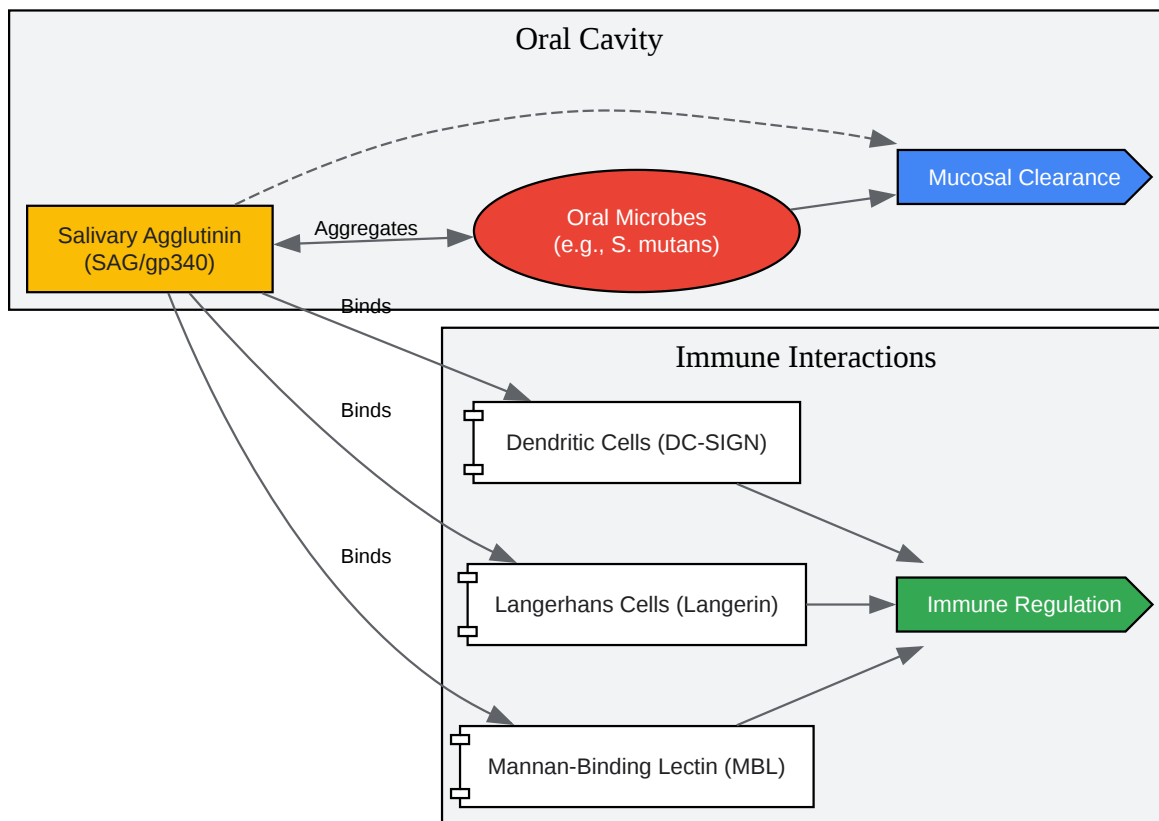 Oral Cavity
Mucosal Clearance
Oral Microbes
(e.g., S. mutans)
Aggregates
Salivary Agglutinin
(SAG/gp340)
Binds
Immune Interactions
Binds
Dendritic Cells (DC-SIGN)
Binds
Langerhans Cells (Langerin)
Immune Regulation
Mannan-Binding Lectin (MBL)